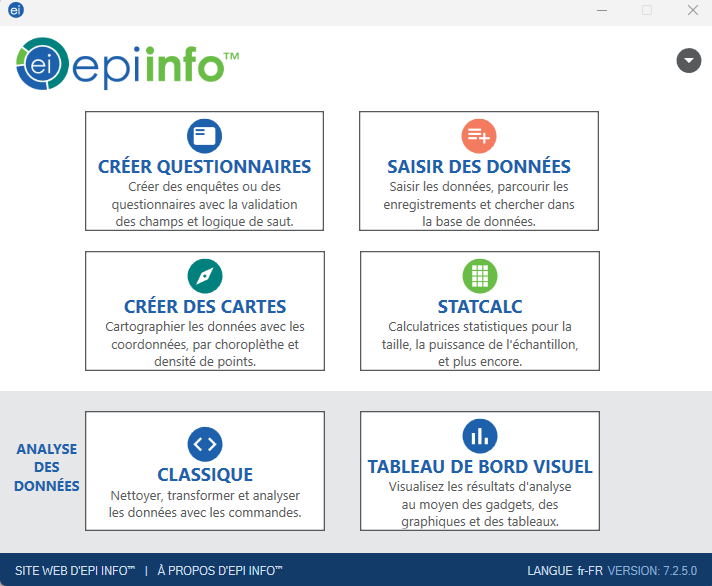 ei
ei epiinfo™
CRÉER QUESTIONNAIRES
Créer des enquêtes ou des
questionnaires avec la validation
des champs et logique de saut.
SAISIR DES DONNÉES
Saisir les données, parcourir les
enregistrements et chercher dans
la base de données.
CRÉER DES CARTES
Cartographier les données avec les
coordonnées, par choroplèthe et
densité de points.
STATCALC
Calculatrices statistiques pour la
taille, la puissance de l'échantillon,
et plus encore.
ANALYSE
DES
DONNÉES
CLASSIQUE
Nettoyer, transformer et analyser
les données avec les commandes.
TABLEAU DE BORD VISUEL
Visualisez les résultats d'analyse
au moyen des gadgets, des
graphiques et des tableaux.
SITE WEB D'EPI INFO™ | À PROPOS D'EPI INFO™
LANGUE fr-FR VERSION: 7.2.5.0